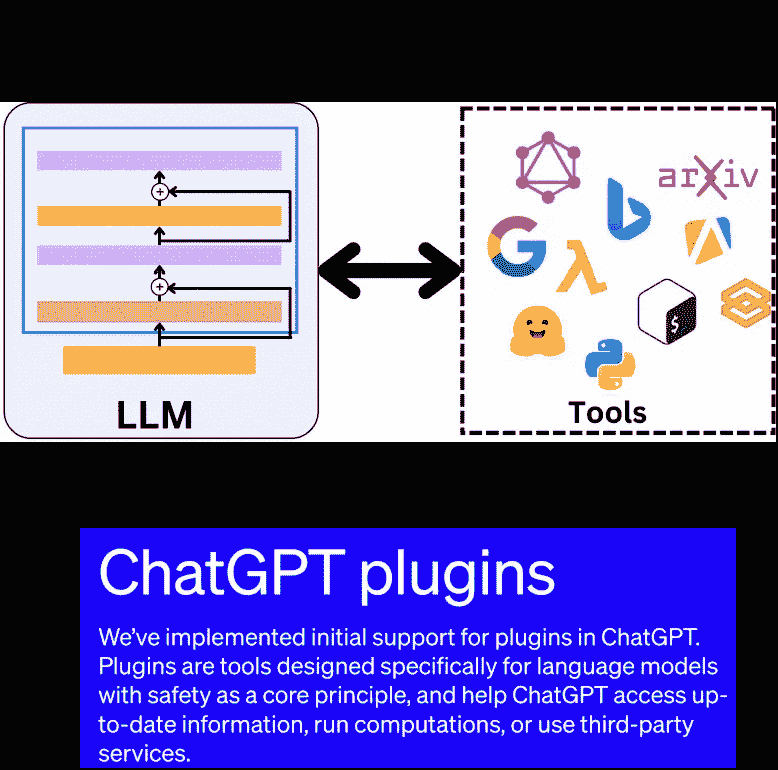 arXiv
LLM
Tools
ChatGPT plugins
We've implemented initial support for plugins in ChatGPT.
Plugins are tools designed specifically for language models
with safety as a core principle, and help ChatGPT access up-
to-date information, run computations, or use third-party
services.